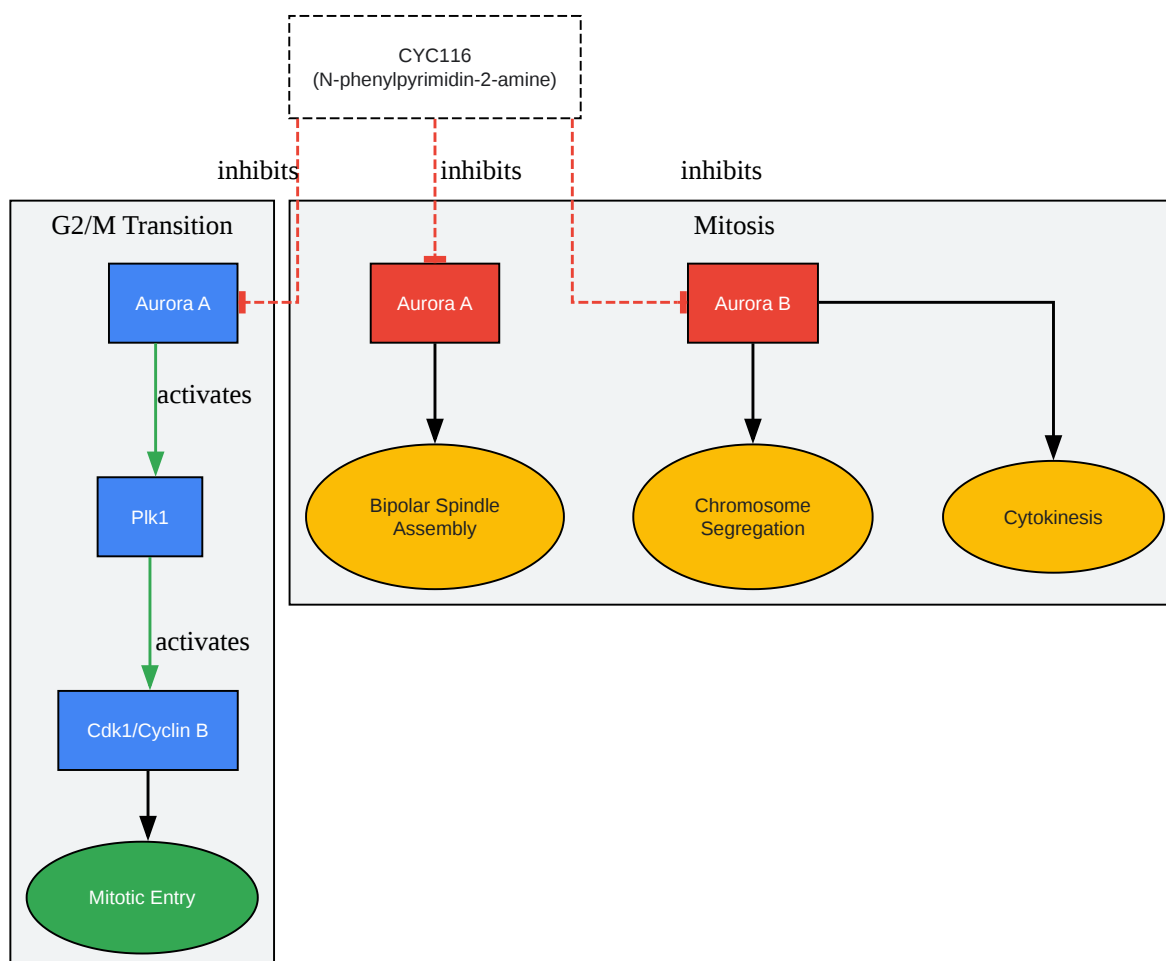 CYC116
(N-phenylpyrimidin-2-amine)
inhibits
inhibits
inhibits
G2/M Transition
Mitosis
Aurora A
Aurora A
Aurora B
activates
Plk1
Bipolar Spindle
Assembly
Chromosome
Segregation
Cytokinesis
activates
Cdk1/Cyclin B
Mitotic Entry